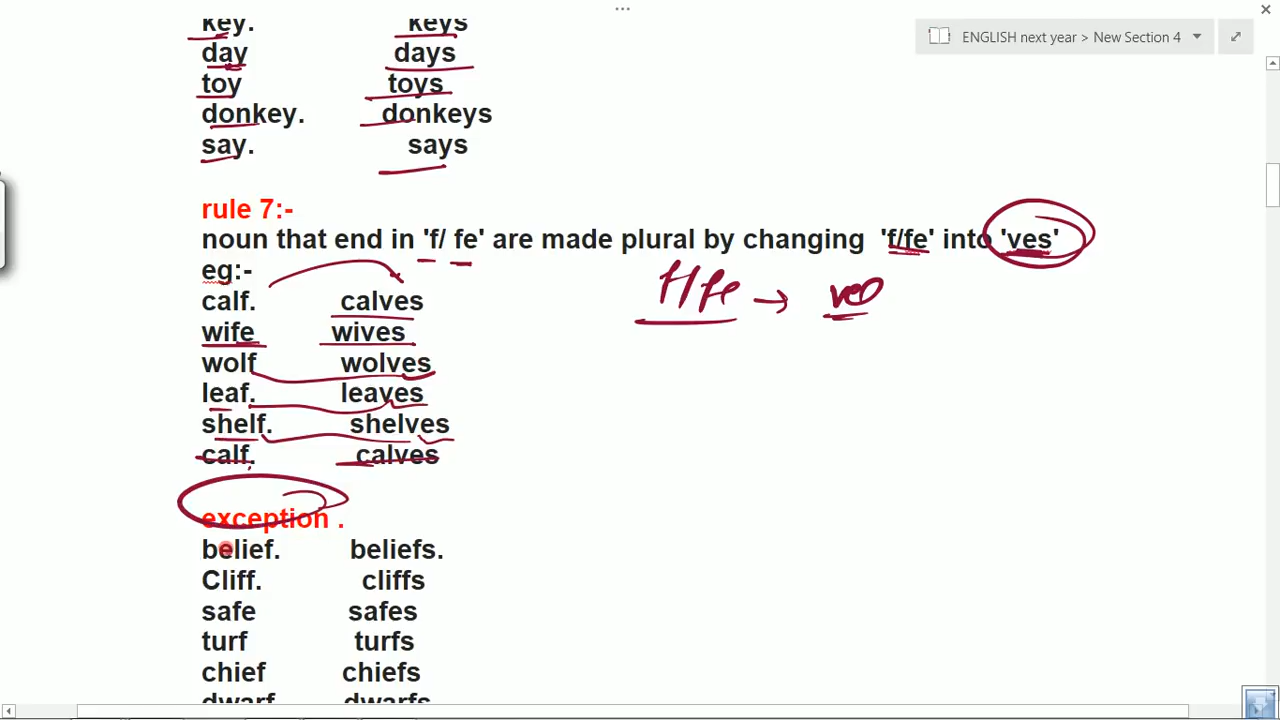 ENGLISH next year > New Section 4
key. keys
day days
toy toys
donkey. donkeys
say. says
rule 7:-
noun that end in 'f/ fe' are made plural by changing 'f/fe' into 'ves'
eg:-
calf. calves
f/fe → ves
wife wives
wolf wolves
leaf. leaves
shelf. shelves
calf. calves
exception .
belief. beliefs.
Cliff. cliffs
safe safes
turf turfs
chief chiefs
dwarf dwarfs